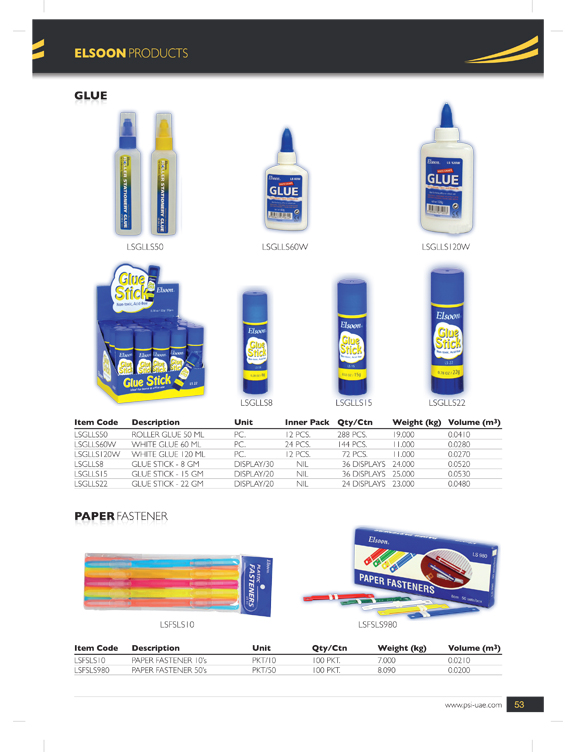 ELSOON PRODUCTS
GLUE
LSGLLS50
LSGLLS60W
LSGLLS120W
LSGLLS8
LSGLLS15
LSGLLS22
Item Code Description Unit Inner Pack Qty/Ctn Weight (kg) Volume (m³)
LSGLLS50 ROLLER GLUE 50 ML PC. 12 PCS. 288 PCS. 19.000 0.0410
LSGLLS60W WHITE GLUE 60 ML PC. 24 PCS. 144 PCS. 11.000 0.0280
LSGLLS120W WHITE GLUE 120 ML PC. 12 PCS. 72 PCS. 11.000 0.0270
LSGLLS8 GLUE STICK - 8 GM DISPLAY/30 NIL 36 DISPLAYS 24.000 0.0520
LSGLLS15 GLUE STICK - 15 GM DISPLAY/20 NIL 36 DISPLAYS 25.000 0.0530
LSGLLS22 GLUE STICK - 22 GM DISPLAY/20 NIL 24 DISPLAYS 23.000 0.0480
PAPER FASTENER
Elsoon.
LS 980
PAPER FASTENERS
Elsoon.
PLASTIC
FASTENERS
LSFSLS10
LSFSLS980
Item Code Description Unit Qty/Ctn Weight (kg) Volume (m³)
LSFSLS10 PAPER FASTENER 10's PKT/10 100 PKT. 7.000 0.0210
LSFSLS980 PAPER FASTENER 50's PKT/50 100 PKT. 8.090 0.0200
www.psi-uae.com 53